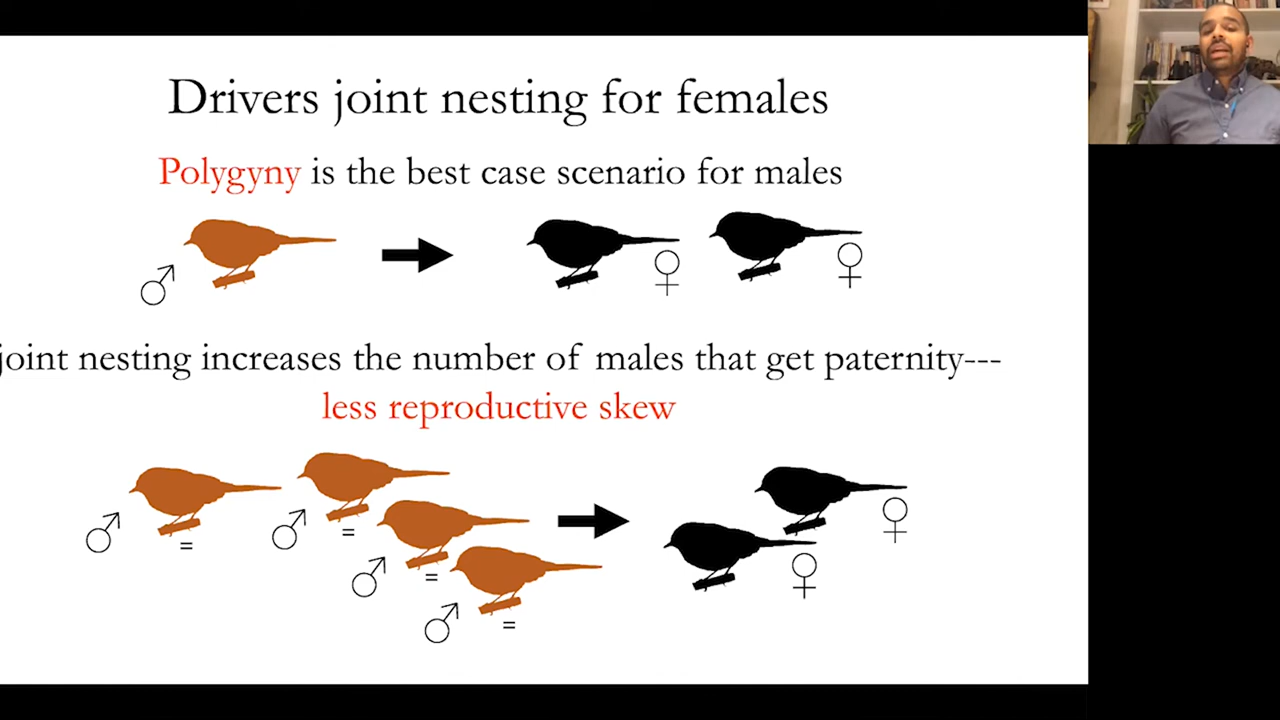 Drivers joint nesting for females
Polygyny is the best case scenario for males
♂
♀
♀
joint nesting increases the number of males that get paternity---
less reproductive skew
♂ = ♂ =
♂ =
♂ =
♀
♀